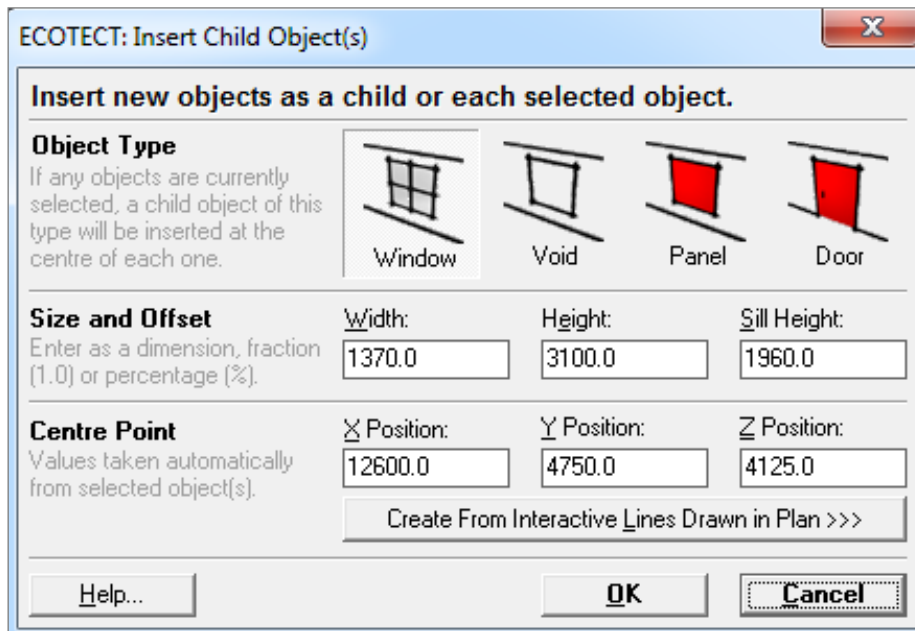 ECOTECT: Insert Child Object(s)
Insert new objects as a child or each selected object.
Object Type
If any objects are currently
selected, a child object of this
type will be inserted at the
centre of each one.
Window
Void
Panel
Door
Size and Offset
Enter as a dimension, fraction
(1.0) or percentage (%).
Width:
Height:
Sill Height:
1370.0
3100.0
1960.0
Centre Point
Values taken automatically
from selected object(s).
X Position:
Y Position:
Z Position:
12600.0
4750.0
4125.0
Create From Interactive Lines Drawn in Plan >>>
Help...
OK
Cancel